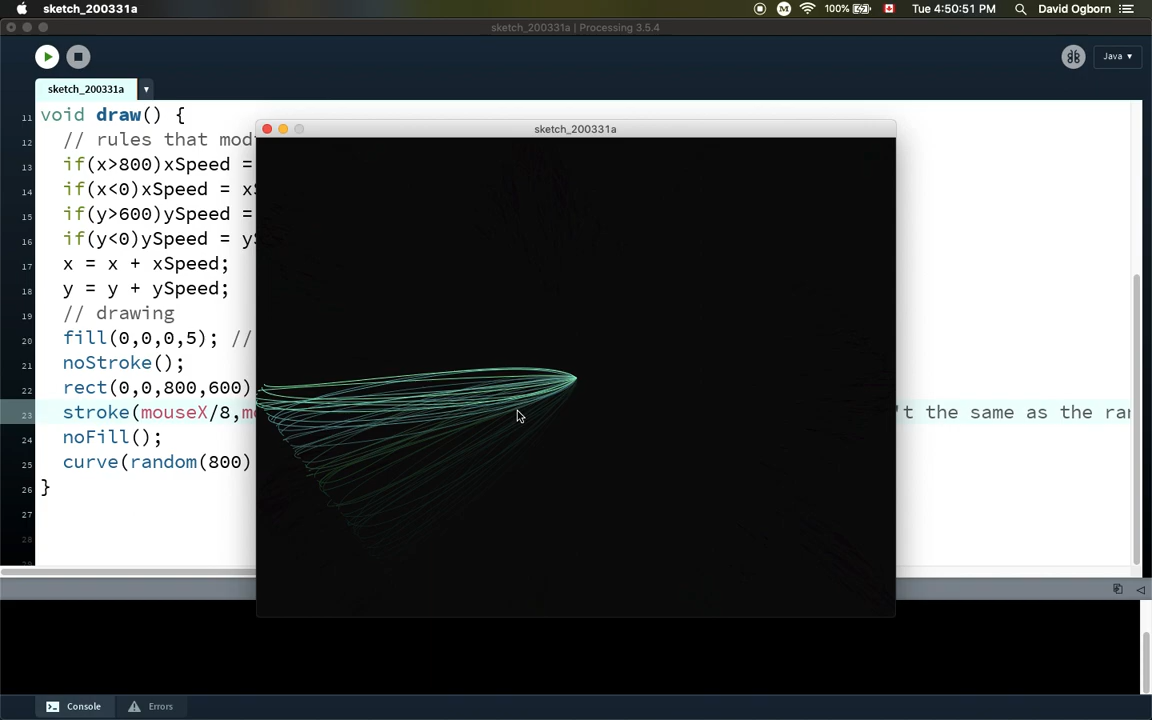 sketch_200331a
100%
Tue 4:50:51 PM
David Ogborn
sketch_200331a | Processing 3.5.4
Java ▾
sketch_200331a
▾
sketch_200331a
11 void draw() {
12 // rules that mod
13 if(x>800)xSpeed =
14 if(x<0)xSpeed = x
15 if(y>600)ySpeed =
16 if(y<0)ySpeed = y
17 x = x + xSpeed;
18 y = y + ySpeed;
19 // drawing
20 fill(0,0,0,5); //
21 noStroke();
22 rect(0,0,800,600)
23 stroke(mouseX/8,m 't the same as the ra
24 noFill();
25 curve(random(800)
26 }
27
28
Console
Errors